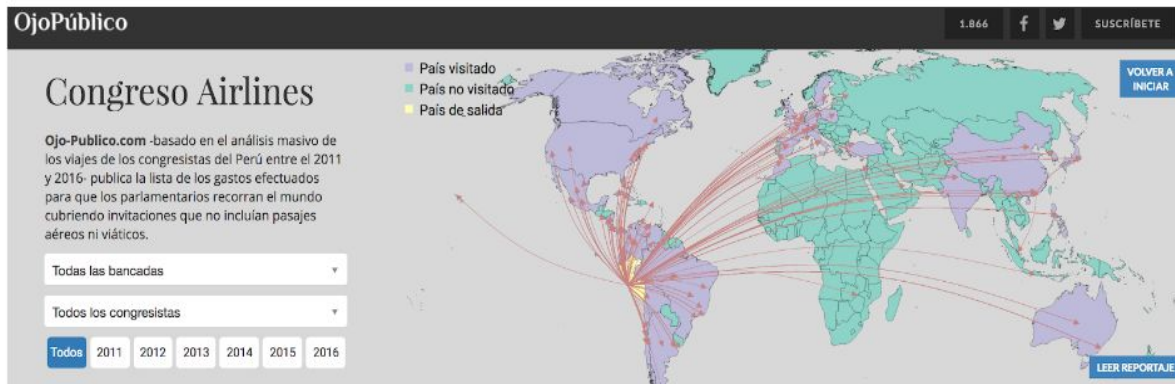 OjoPúblico
1.866
SUSCRÍBETE
Congreso Airlines
Ojo-Publico.com -basado en el análisis masivo de
los viajes de los congresistas del Perú entre el 2011
y 2016- publica la lista de los gastos efectuados
para que los parlamentarios recorran el mundo
cubriendo invitaciones que no incluían pasajes
aéreos ni viáticos.
Todas las bancadas
Todos los congresistas
Todos 2011 2012 2013 2014 2015 2016
País visitado
País no visitado
País de salida
VOLVER A
INICIAR
LEER REPORTAJE